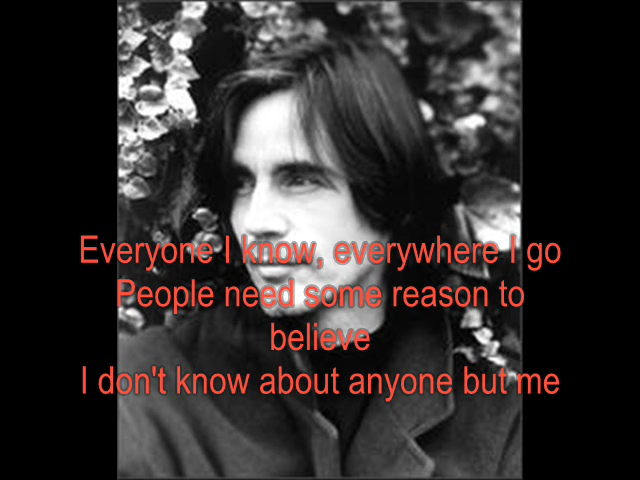 Everyone I know, everywhere I go
People need some reason to
believe
I don't know about anyone but me